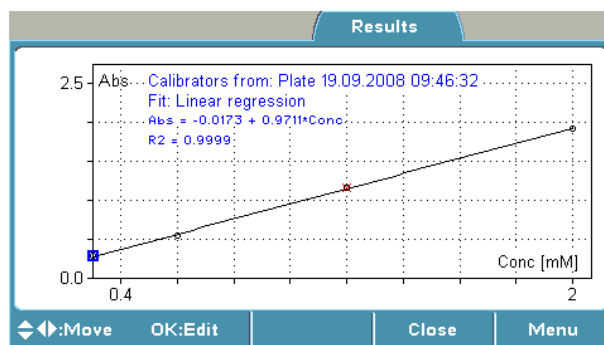 Results
2.5
Abs
Calibrators from: Plate 19.09.2008 09:46:32
Fit: Linear regression
Abs = -0.0173 + 0.9711*Conc
R2 = 0.9999
Conc [mM]
0.0
0.4
2
:Move
OK:Edit
Close
Menu